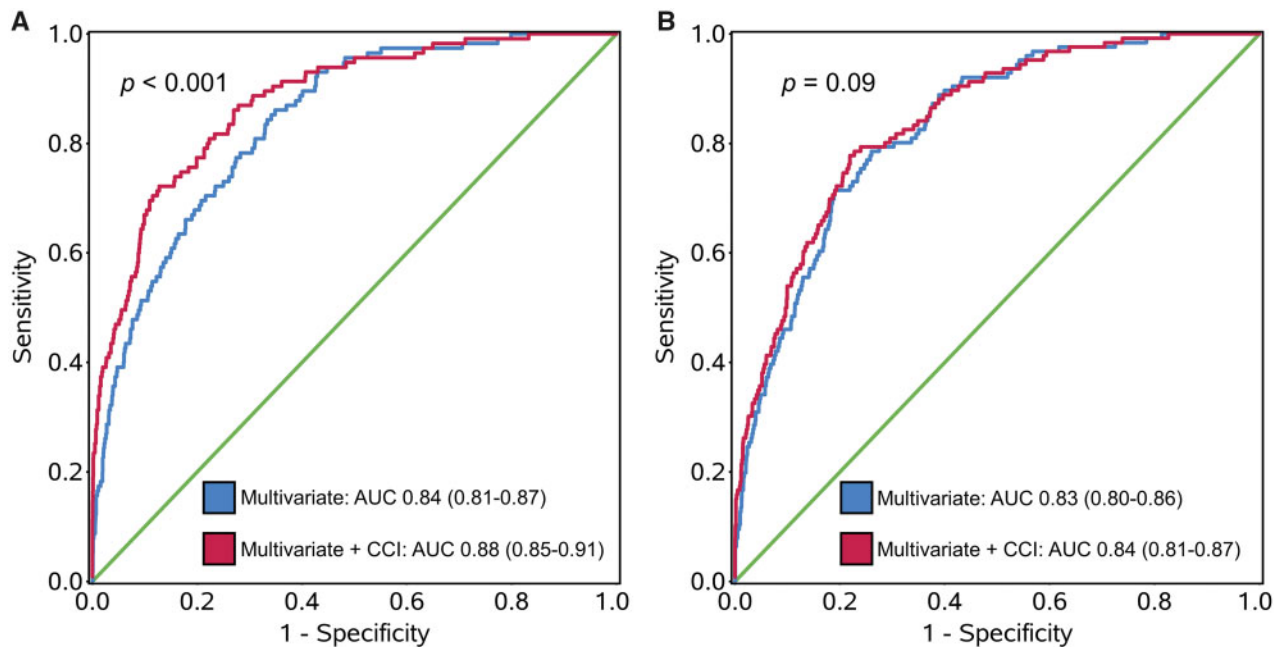 A
p < 0.001
Sensitivity
1.0
0.8
0.6
0.4
0.2
0.0
Multivariate: AUC 0.84 (0.81-0.87)
Multivariate + CCI: AUC 0.88 (0.85-0.91)
0.0 0.2 0.4 0.6 0.8 1.0
1 - Specificity
B
p = 0.09
Sensitivity
1.0
0.8
0.6
0.4
0.2
0.0
Multivariate: AUC 0.83 (0.80-0.86)
Multivariate + CCI: AUC 0.84 (0.81-0.87)
0.0 0.2 0.4 0.6 0.8 1.0
1 - Specificity